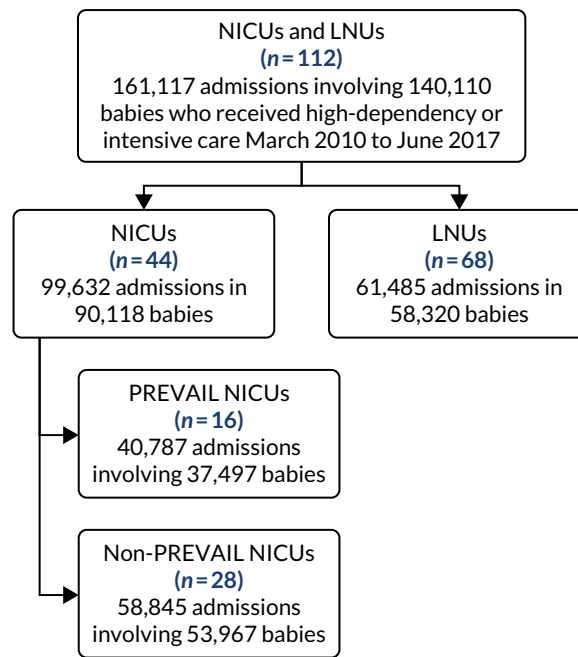 NICUs and LNUs
(n = 112)
161,117 admissions involving 140,110
babies who received high-dependency or
intensive care March 2010 to June 2017
NICUs
(n = 44)
99,632 admissions in
90,118 babies
LNUs
(n = 68)
61,485 admissions in
58,320 babies
PREVAIL NICUs
(n = 16)
40,787 admissions
involving 37,497 babies
Non-PREVAIL NICUs
(n = 28)
58,845 admissions
involving 53,967 babies